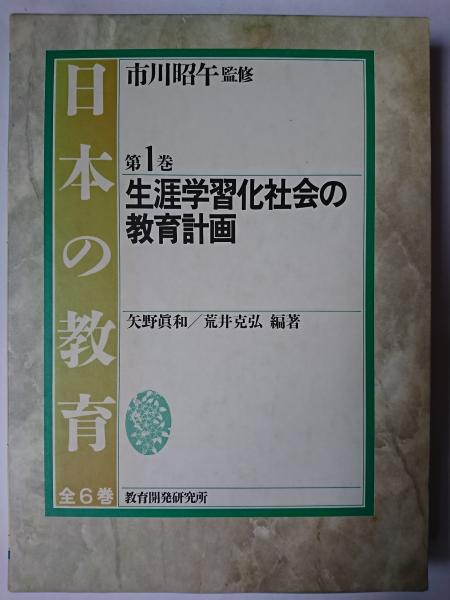 日本の教育
全6巻
市川昭午 監修
第1巻
生涯学習化社会の
教育計画
矢野眞和／荒井克弘 編著
教育開発研究所